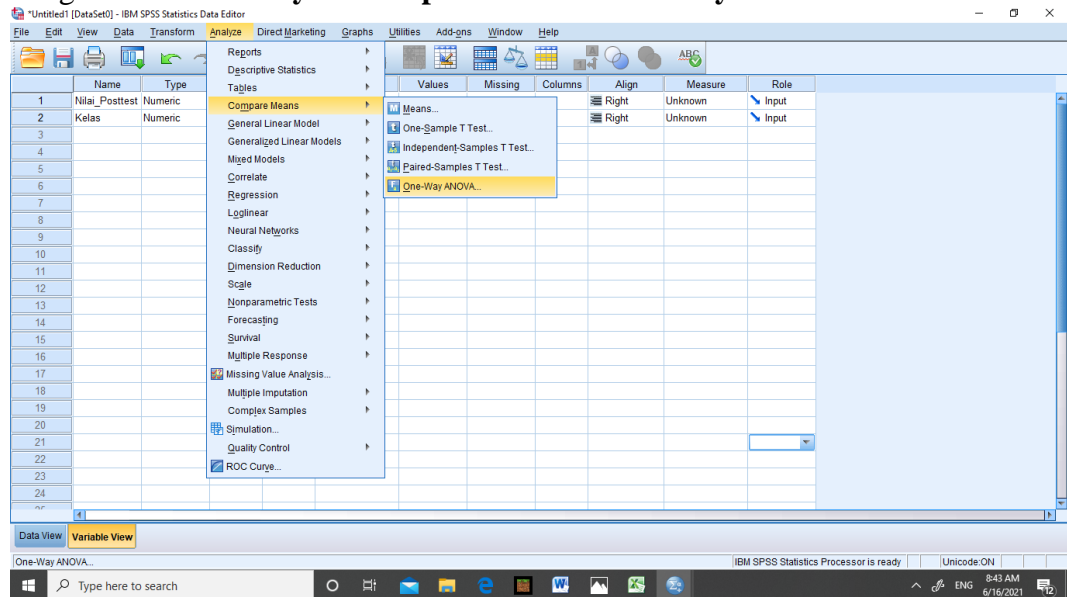 *Untitled1 [DataSet0] - IBM SPSS Statistics Data Editor
File Edit View Data Transform Analyze Direct Marketing Graphs Utilities Add-ons Window Help
Name Type Values Missing Columns Align Measure Role
1 Nilai_Posttest Numeric Right Unknown Input
2 Kelas Numeric Right Unknown Input
3
4
5
6
7
8
9
10
11
12
13
14
15
16
17
18
19
20
21
22
23
24
Reports
Descriptive Statistics
Tables
Compare Means
General Linear Model
Generalized Linear Models
Mixed Models
Correlate
Regression
Loglinear
Neural Networks
Classify
Dimension Reduction
Scale
Nonparametric Tests
Forecasting
Survival
Multiple Response
Missing Value Analysis...
Multiple Imputation
Complex Samples
Simulation...
Quality Control
ROC Curve...
Means...
One-Sample T Test...
Independent-Samples T Test...
Paired-Samples T Test...
One-Way ANOVA...
Data View Variable View
One-Way ANOVA... IBM SPSS Statistics Processor is ready Unicode:ON
Type here to search ENG 8:43 AM
6/16/2021